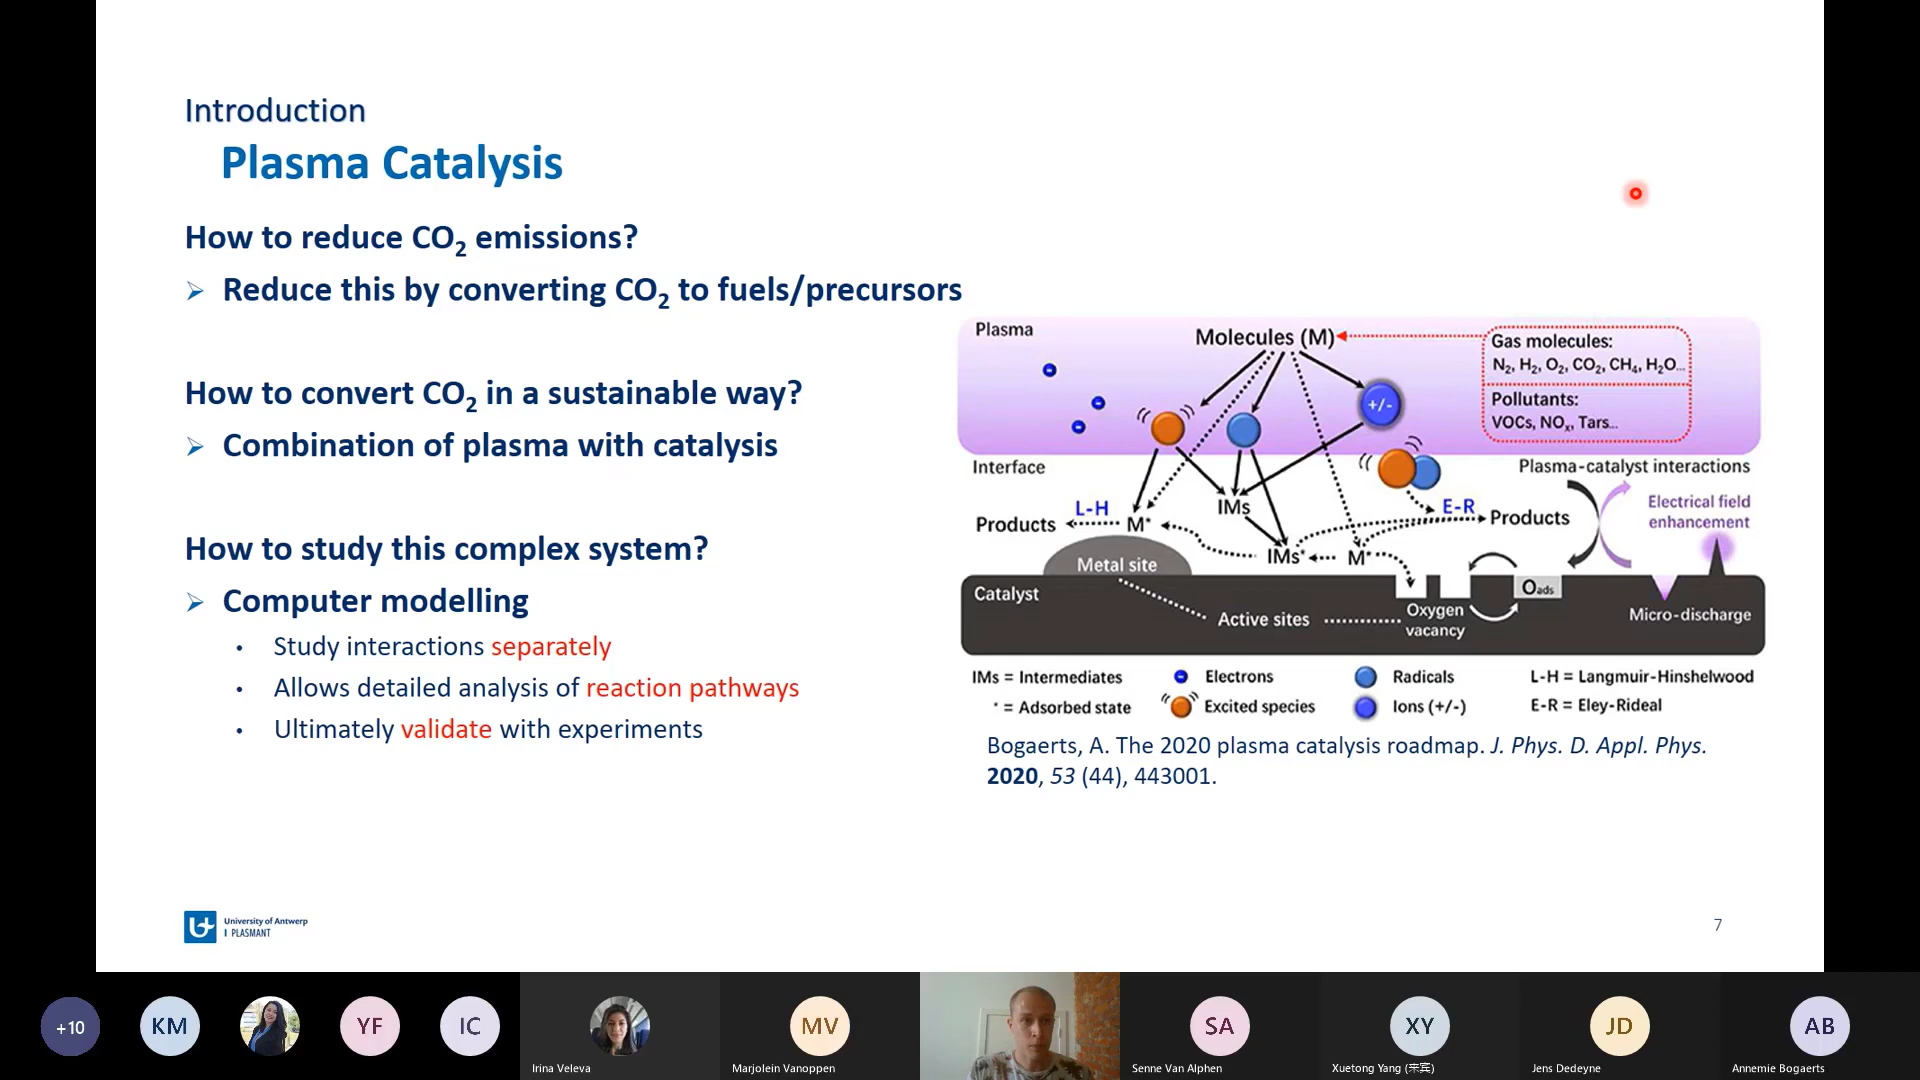 Introduction
Plasma Catalysis
How to reduce CO2 emissions?
➢ Reduce this by converting CO2 to fuels/precursors
How to convert CO2 in a sustainable way?
➢ Combination of plasma with catalysis
How to study this complex system?
➢ Computer modelling
• Study interactions separately
• Allows detailed analysis of reaction pathways
• Ultimately validate with experiments
Plasma
Molecules (M)
Gas molecules:
N2, H2, O2, CO2, CH4, H2O...
Pollutants:
VOCs, NOx, Tars...
+/-
Interface
Plasma-catalyst interactions
Electrical field
enhancement
L-H
IMs
E-R
Products
M*
Products
IMs*
M*
Metal site
Catalyst
Active sites
Oxygen
vacancy
Oads
Micro-discharge
IMs = Intermediates
Electrons
Radicals
L-H = Langmuir-Hinshelwood
* = Adsorbed state
Excited species
Ions (+/-)
E-R = Eley-Rideal
Bogaerts, A. The 2020 plasma catalysis roadmap. J. Phys. D. Appl. Phys.
2020, 53 (44), 443001.
University of Antwerp
I PLASMANT
7
+10
KM
YF
IC
Irina Veleva
MV
Marjolein Vanoppen
SA
Senne Van Alphen
XY
Xuetong Yang (朱宾)
JD
Jens Dedeyne
AB
Annemie Bogaerts